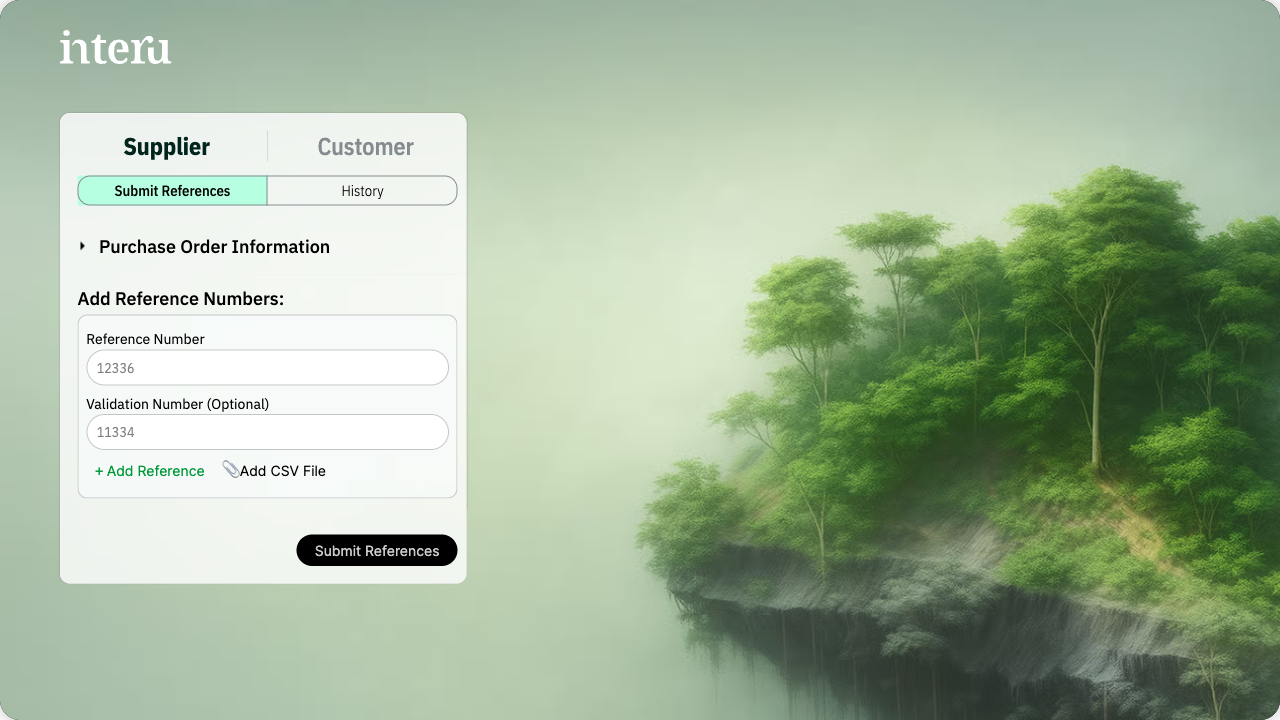 interu
Supplier
Customer
Submit References
History
Purchase Order Information
Add Reference Numbers:
Reference Number
12336
Validation Number (Optional)
11334
+ Add Reference
Add CSV File
Submit References